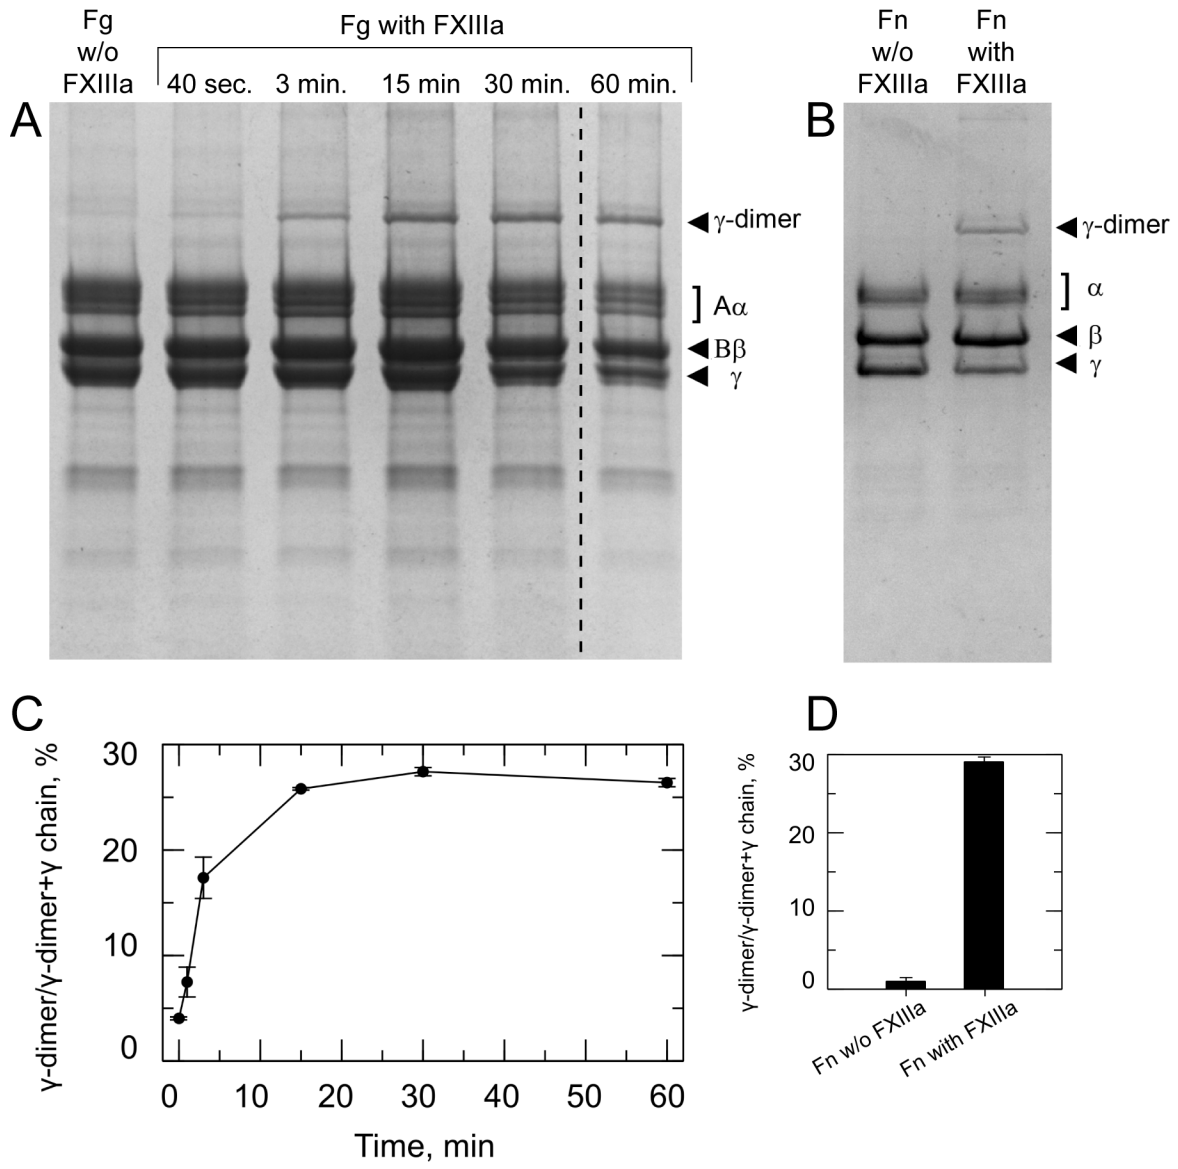 Fg
w/o
FXIIIa
Fg with FXIIIa
40 sec.
3 min.
15 min
30 min.
60 min.
A
γ-dimer
Aα
Bβ
γ
Fn
w/o
FXIIIa
Fn
with
FXIIIa
B
γ-dimer
α
β
γ
C
γ-dimer/γ-dimer+γ chain, %
30
20
10
0
0 10 20 30 40 50 60
Time, min
D
γ-dimer/γ-dimer+γ chain, %
30
20
10
0
Fn w/o FXIIIa
Fn with FXIIIa